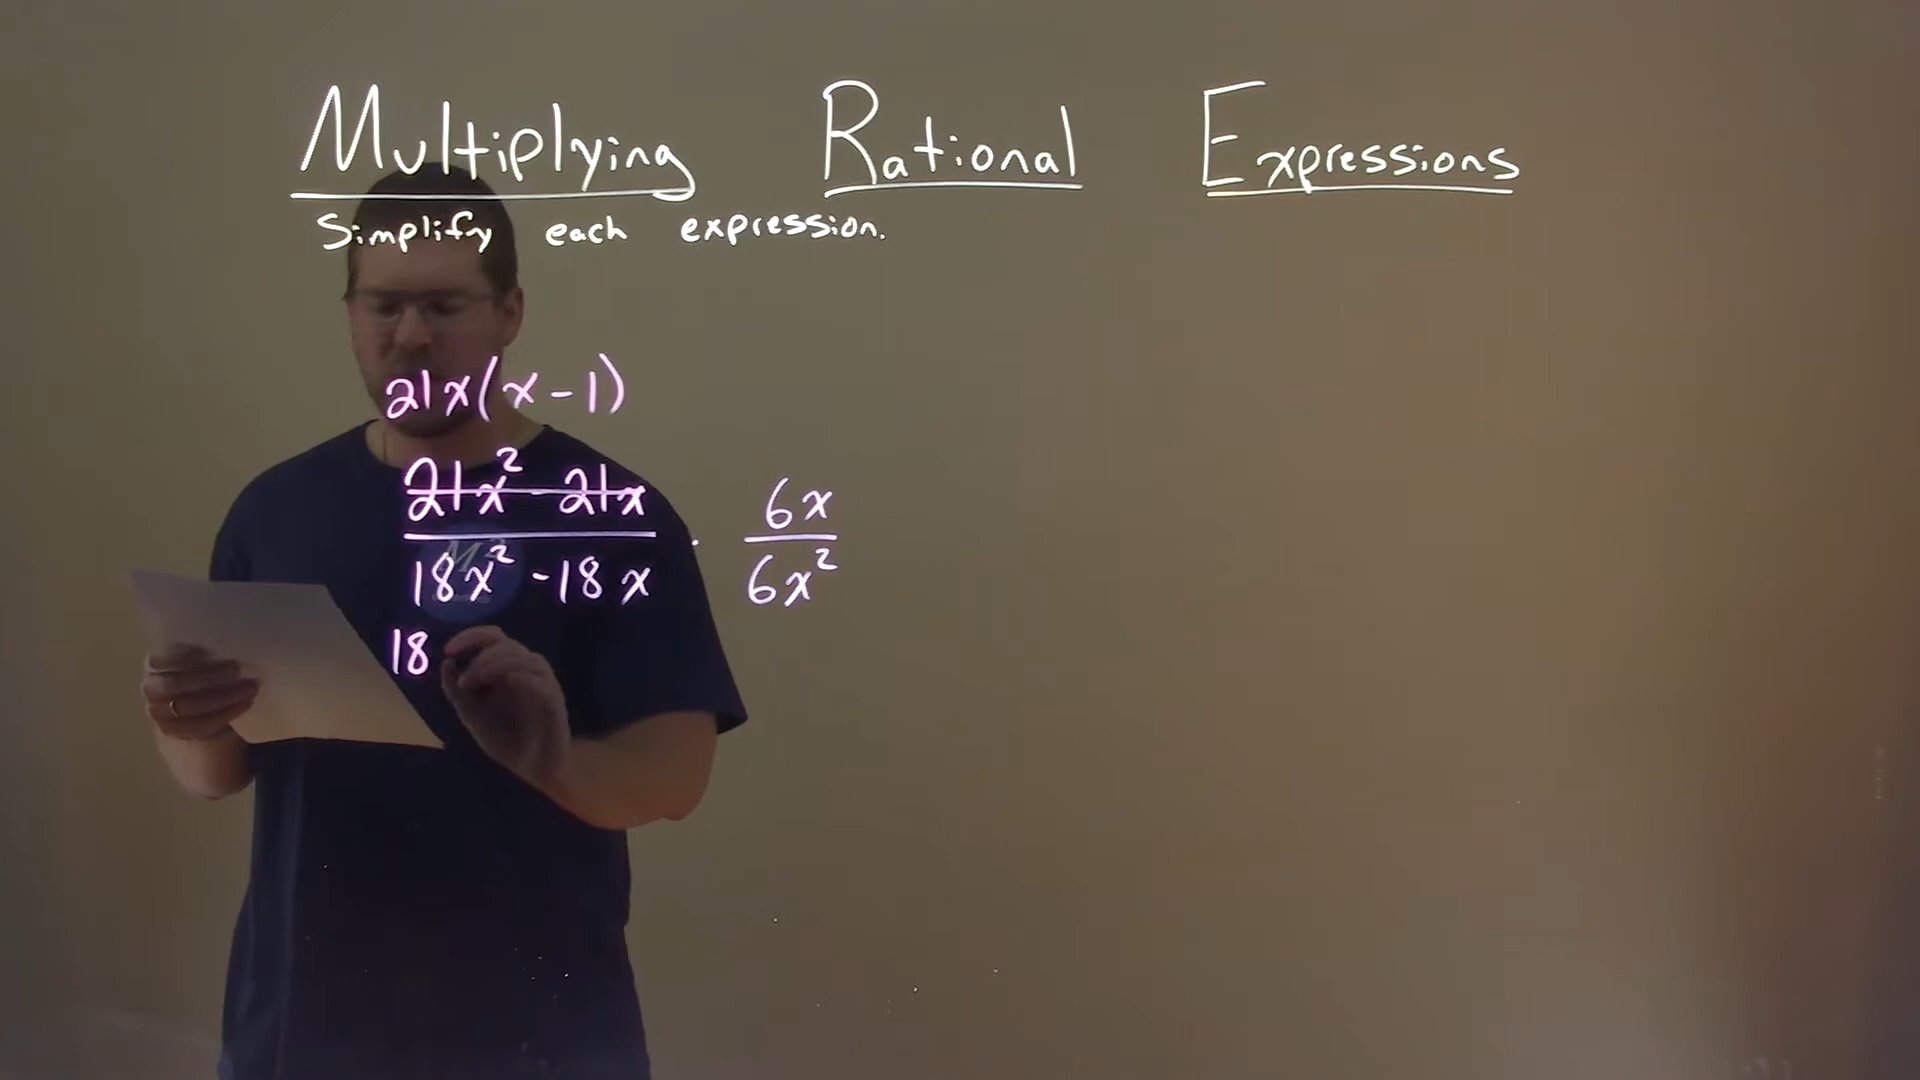 Multiplying Rational Expressions
Simplify each expression.
21x(x-1)
21x² - 21x
18x² - 18x
18
·
6x
6x²